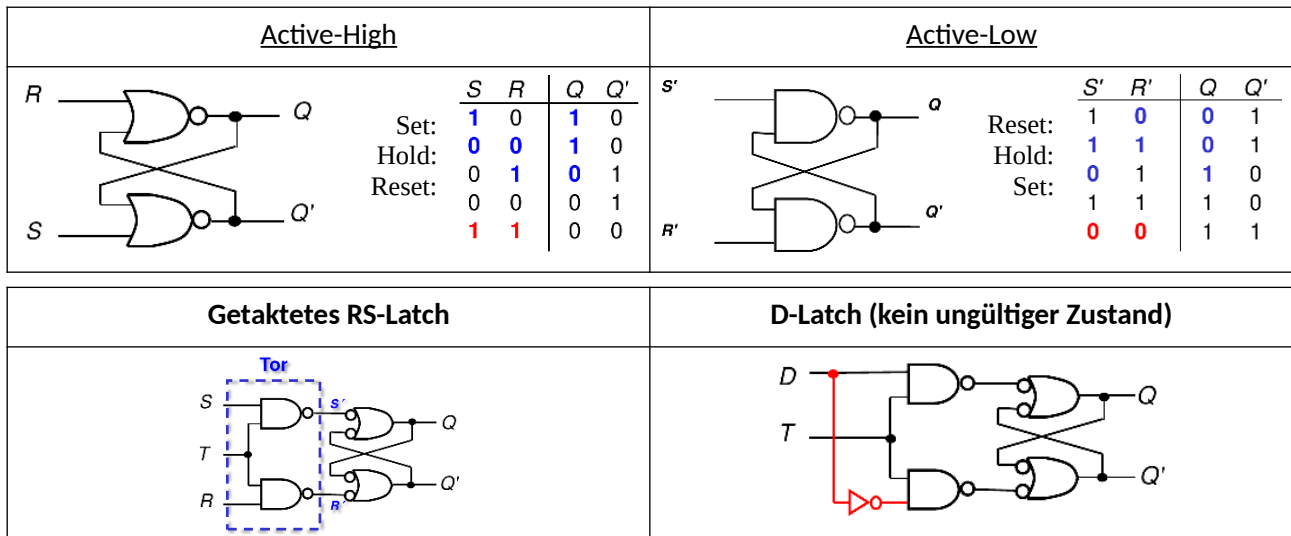 Active-High
Active-Low
R
Q
S
Q'
S R Q Q'
Set: 1 0 1 0
Hold: 0 0 1 0
Reset: 0 1 0 1
0 0 0 1
1 1 0 0
S'
Q
R'
Q'
S' R' Q Q'
Reset: 1 0 0 1
Hold: 1 1 0 1
Set: 0 1 1 0
1 1 1 0
0 0 1 1
Getaktetes RS-Latch
D-Latch (kein ungültiger Zustand)
Tor
S
S'
Q
T
R
R'
Q'
D
Q
T
Q'